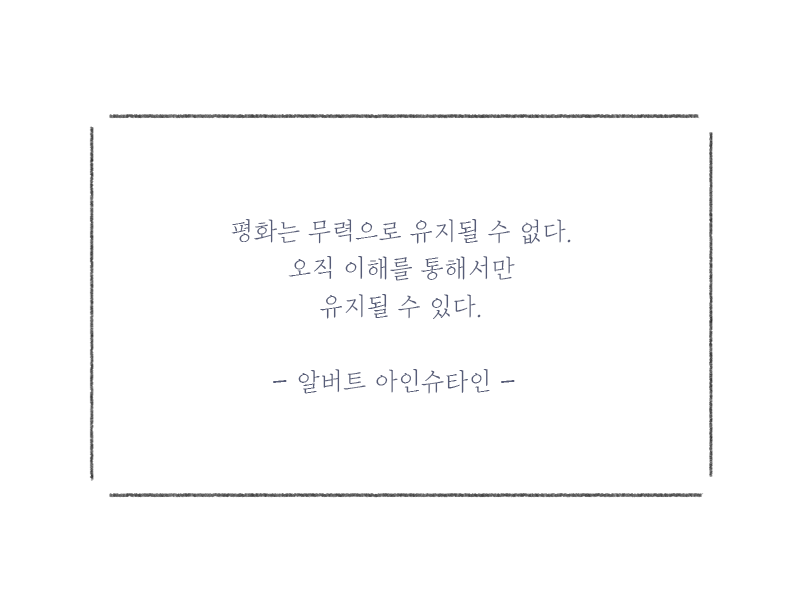 평화는 무력으로 유지될 수 없다.
오직 이해를 통해서만
유지될 수 있다.
- 알버트 아인슈타인 -